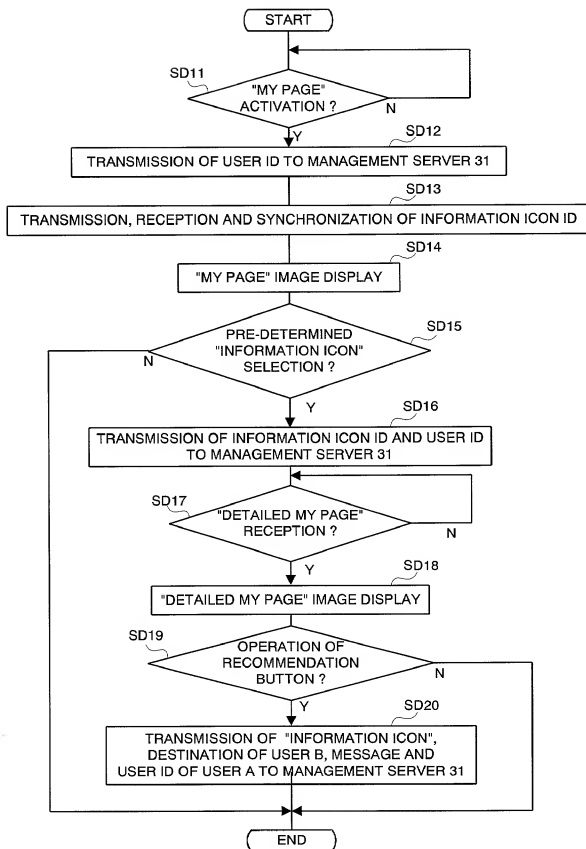 START
SD11
"MY PAGE"
ACTIVATION ?
N
Y
SD12
TRANSMISSION OF USER ID TO MANAGEMENT SERVER 31
SD13
TRANSMISSION, RECEPTION AND SYNCHRONIZATION OF INFORMATION ICON ID
SD14
"MY PAGE" IMAGE DISPLAY
SD15
PRE-DETERMINED
"INFORMATION ICON"
SELECTION ?
N
Y
SD16
TRANSMISSION OF INFORMATION ICON ID AND USER ID
TO MANAGEMENT SERVER 31
SD17
"DETAILED MY PAGE"
RECEPTION ?
N
Y
SD18
"DETAILED MY PAGE" IMAGE DISPLAY
SD19
OPERATION OF
RECOMMENDATION
BUTTON ?
N
Y
SD20
TRANSMISSION OF "INFORMATION ICON",
DESTINATION OF USER B, MESSAGE AND
USER ID OF USER A TO MANAGEMENT SERVER 31
END